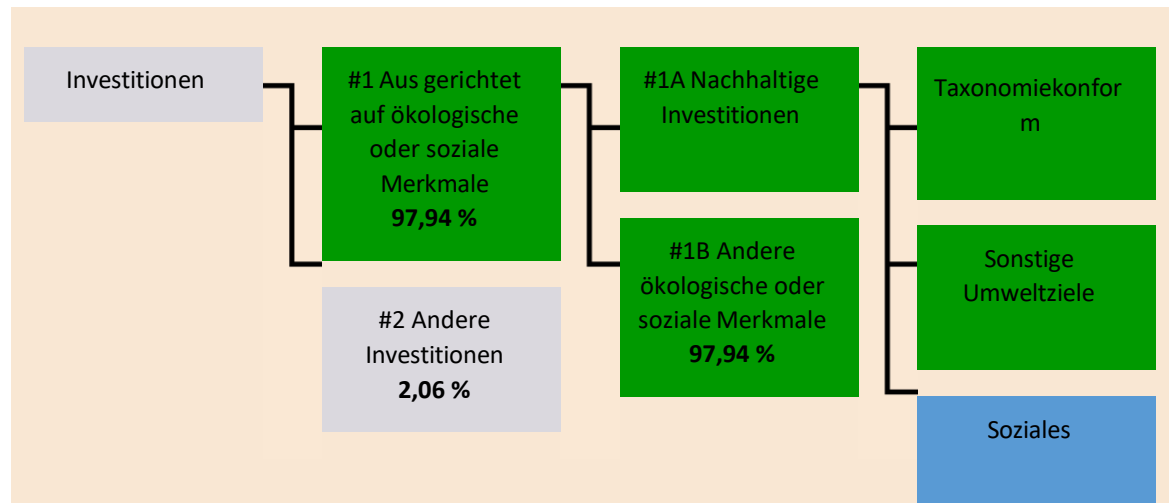 Investitionen
#1 Aus gerichtet
auf ökologische
oder soziale
Merkmale
97,94 %
#2 Andere
Investitionen
2,06 %
#1A Nachhaltige
Investitionen
#1B Andere
ökologische oder
soziale Merkmale
97,94 %
Taxonomiekonfor
m
Sonstige
Umweltziele
Soziales